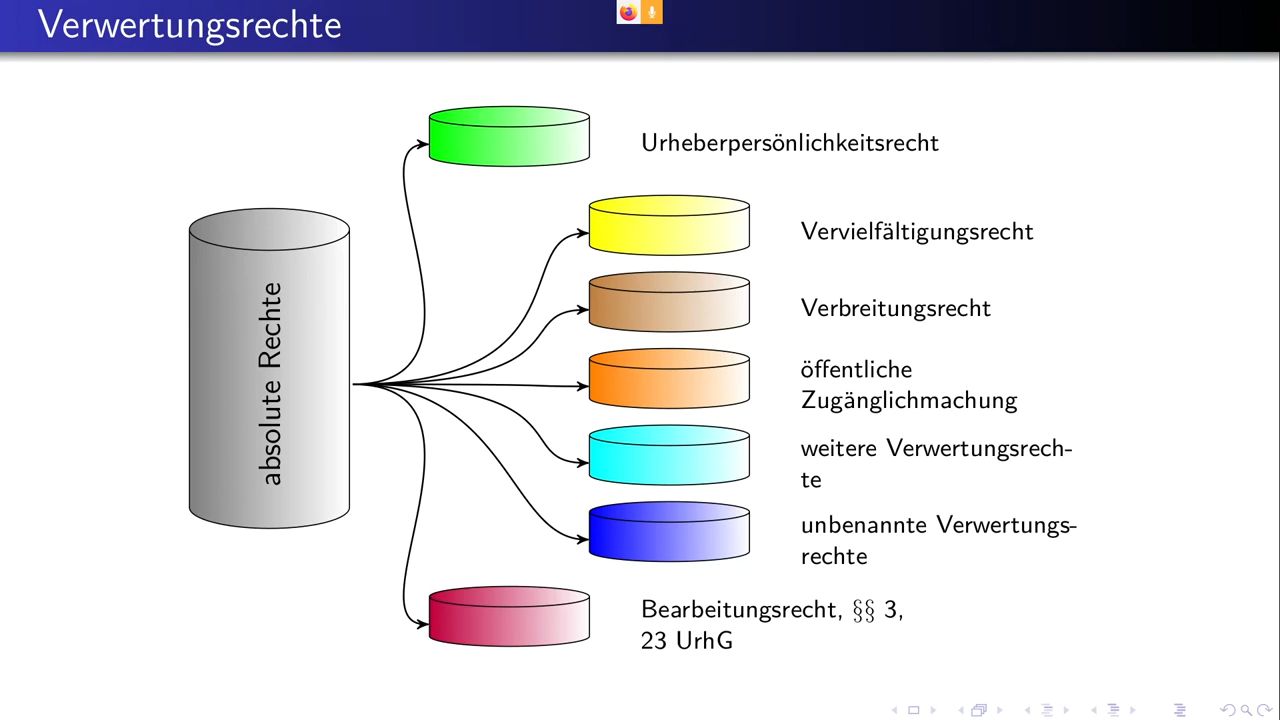 Verwertungsrechte
Urheberpersönlichkeitsrecht
Vervielfältigungsrecht
Verbreitungsrecht
absolute Rechte
öffentliche
Zugänglichmachung
weitere Verwertungsrech-
te
unbenannte Verwertungs-
rechte
Bearbeitungsrecht, §§ 3,
23 UrhG